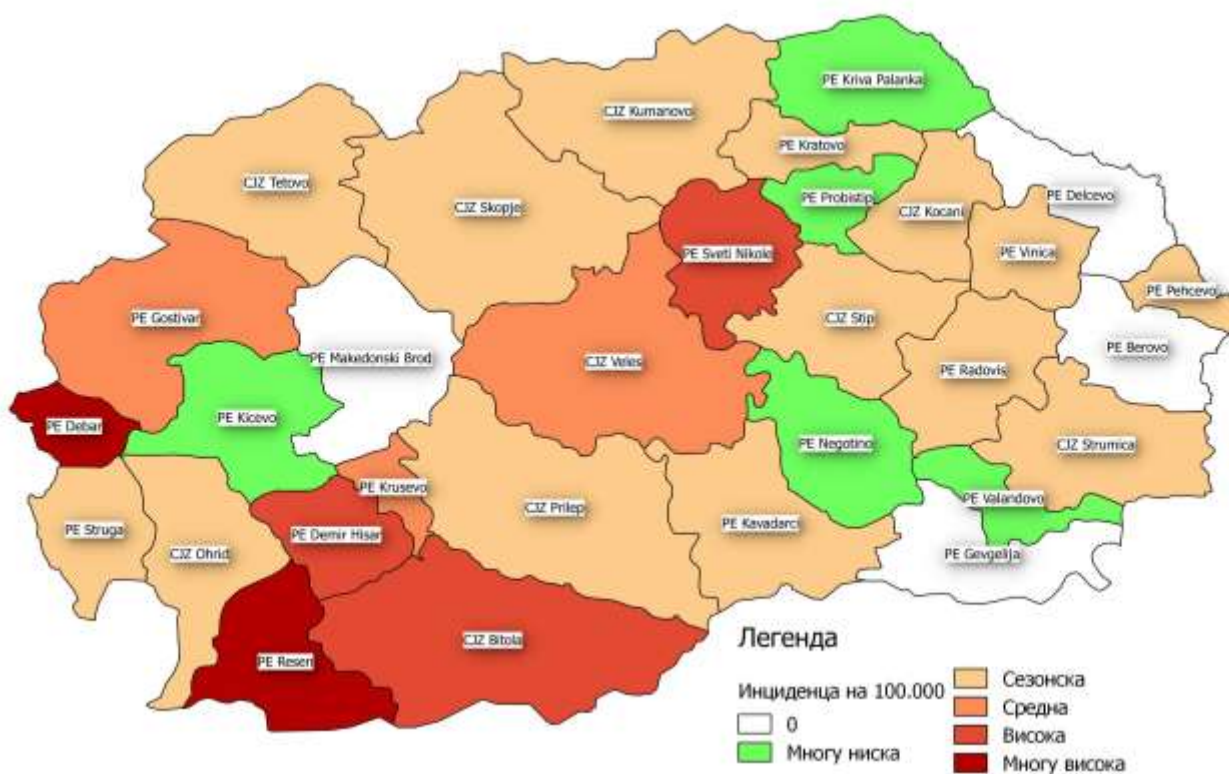 PE Kriva Palanka
CJZ Kumanovo
PE Kratovo
CJZ Tetovo
PE Probistip
PE Delcevo
CJZ Skopje
CJZ Kocani
PE Sveti Nikole
PE Vinica
PE Pehcevo
PE Gostivar
CJZ Stip
PE Makedonski Brod
CJZ Veles
PE Berovo
PE Radovis
PE Debar
PE Kicevo
PE Negotino
CJZ Strumica
PE Krusevo
PE Valandovo
CJZ Prilep
PE Kavadarci
PE Struga
PE Demir Hisar
CJZ Ohrid
PE Gevgelija
CJZ Bitola
PE Resen
Легенда
Инциденца на 100.000
0
Многу ниска
Сезонска
Средна
Висока
Многу висока